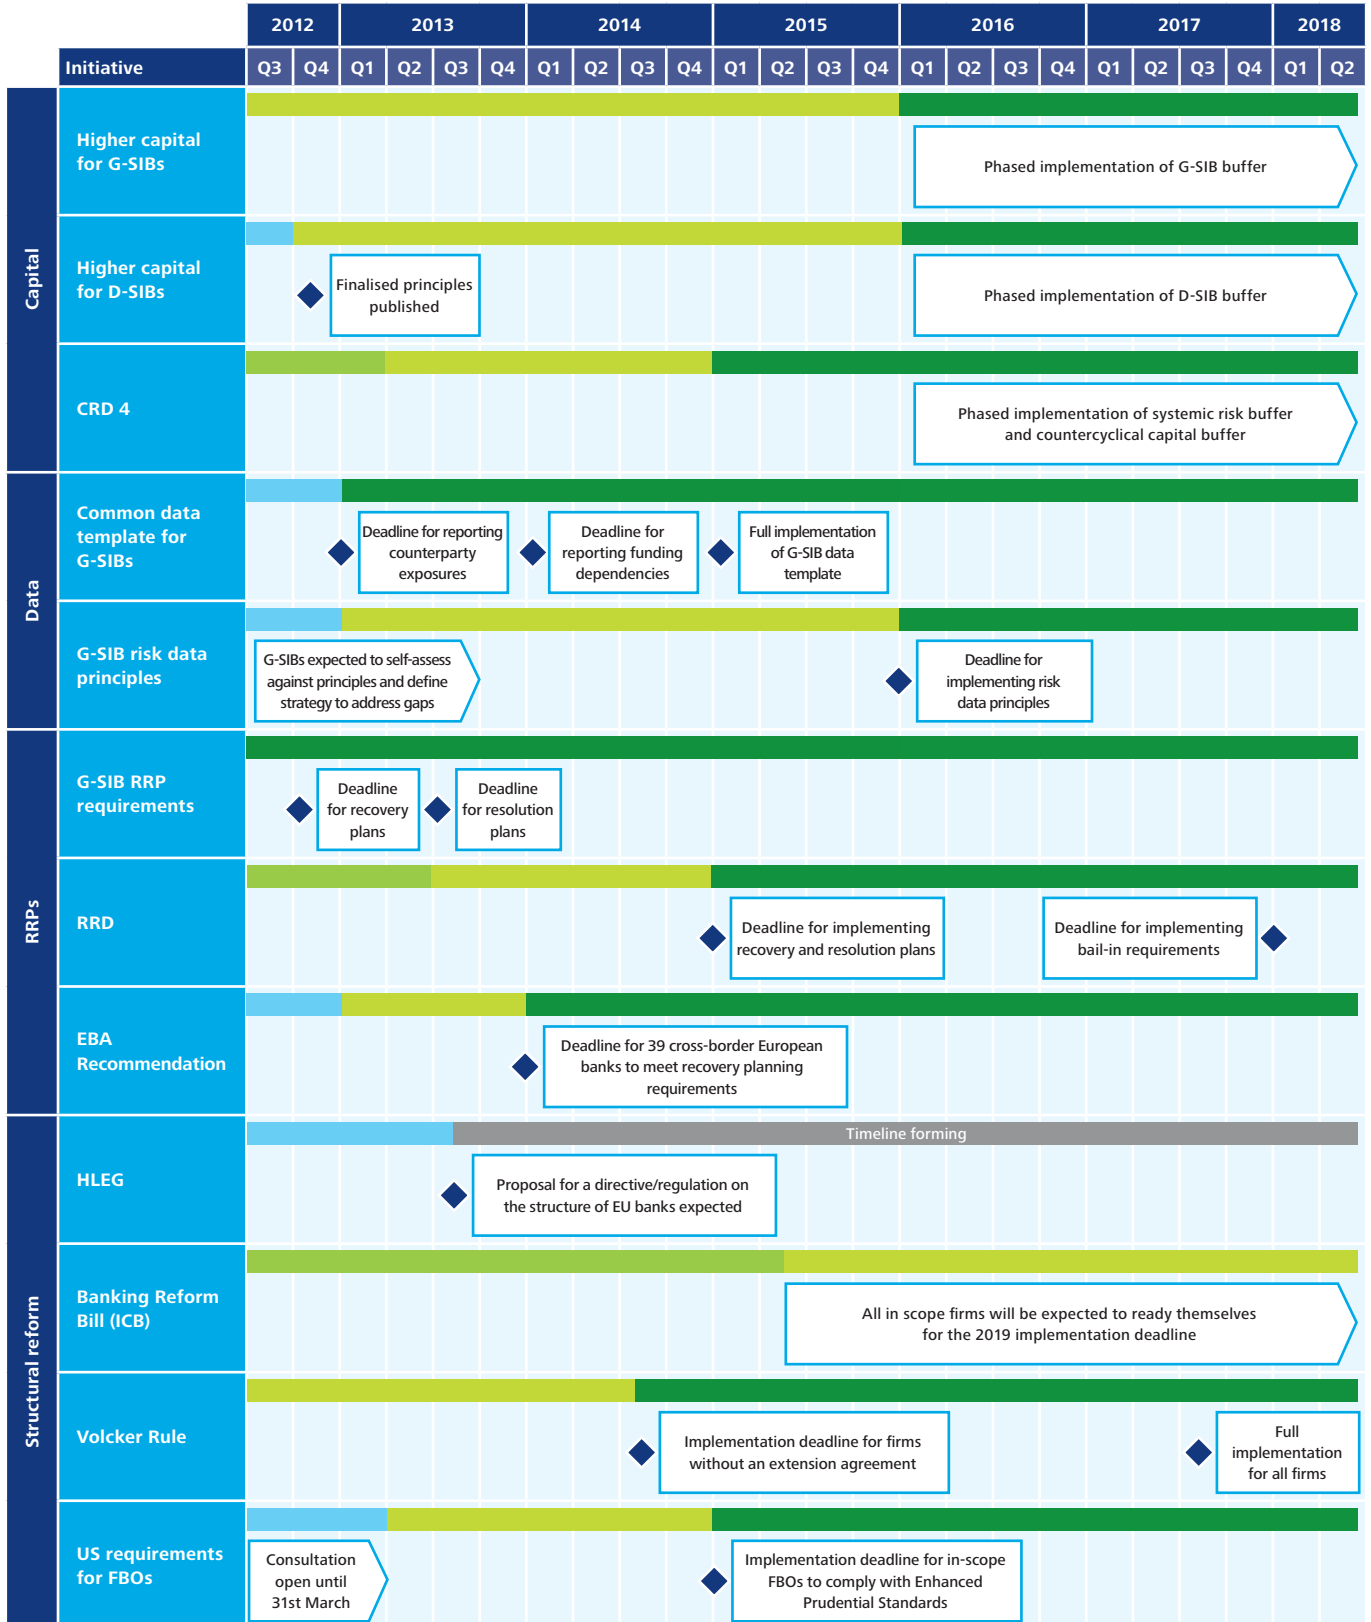 2012 2013 2014 2015 2016 2017 2018
Initiative Q3 Q4 Q1 Q2 Q3 Q4 Q1 Q2 Q3 Q4 Q1 Q2 Q3 Q4 Q1 Q2 Q3 Q4 Q1 Q2 Q3 Q4 Q1 Q2
Capital
Higher capital
for G-SIBs
Phased implementation of G-SIB buffer
Higher capital
for D-SIBs
Finalised principles
published
Phased implementation of D-SIB buffer
CRD 4
Phased implementation of systemic risk buffer
and countercyclical capital buffer
Data
Common data
template for
G-SIBs
Deadline for reporting
counterparty
exposures
Deadline for
reporting funding
dependencies
Full implementation
of G-SIB data
template
G-SIB risk data
principles
G-SIBs expected to self-assess
against principles and define
strategy to address gaps
Deadline for
implementing risk
data principles
RRPs
G-SIB RRP
requirements
Deadline
for recovery
plans
Deadline
for resolution
plans
RRD
Deadline for implementing
recovery and resolution plans
Deadline for implementing
bail-in requirements
EBA
Recommendation
Deadline for 39 cross-border European
banks to meet recovery planning
requirements
Structural reform
HLEG
Timeline forming
Proposal for a directive/regulation on
the structure of EU banks expected
Banking Reform
Bill (ICB)
All in scope firms will be expected to ready themselves
for the 2019 implementation deadline
Volcker Rule
Implementation deadline for firms
without an extension agreement
Full
implementation
for all firms
US requirements
for FBOs
Consultation
open until
31st March
Implementation deadline for in-scope
FBOs to comply with Enhanced
Prudential Standards